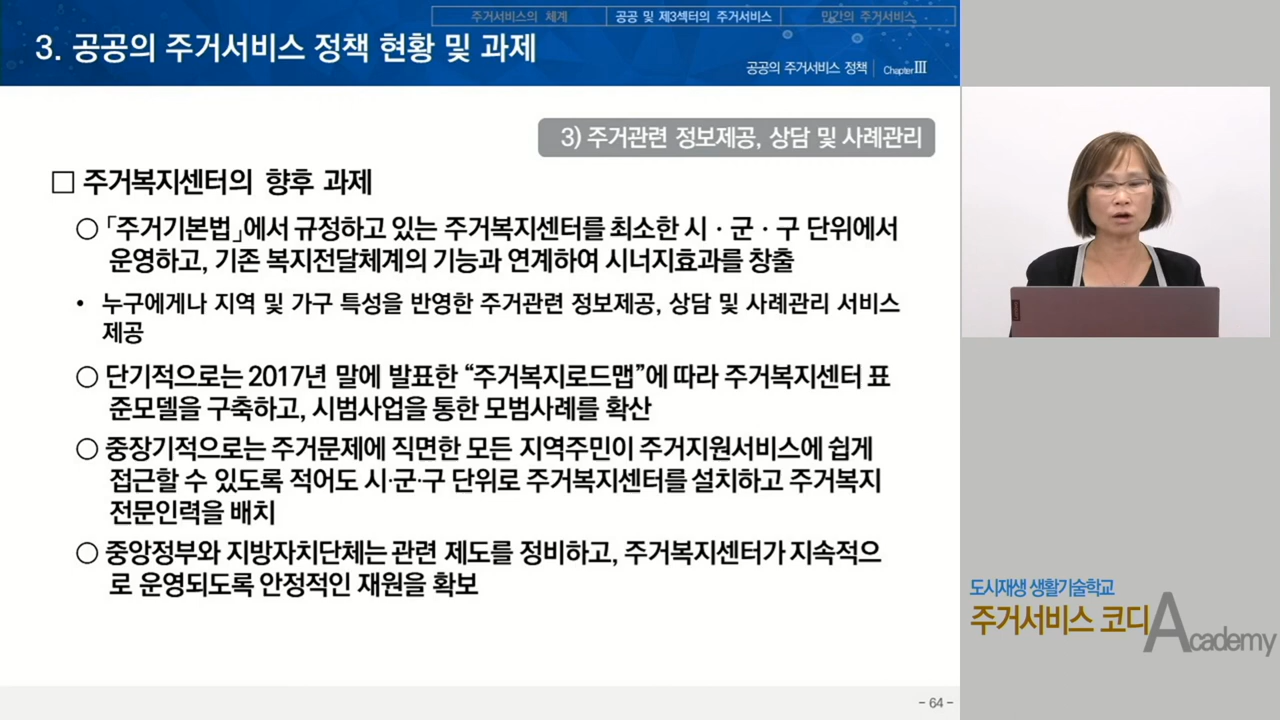 주거서비스의 체계
공공 및 제3섹터의 주거서비스
민간의 주거서비스
3. 공공의 주거서비스 정책 현황 및 과제
공공의 주거서비스 정책 | Chapter Ⅲ
3) 주거관련 정보제공, 상담 및 사례관리
□ 주거복지센터의 향후 과제
○ 「주거기본법」에서 규정하고 있는 주거복지센터를 최소한 시 · 군 · 구 단위에서
운영하고, 기존 복지전달체계의 기능과 연계하여 시너지효과를 창출
• 누구에게나 지역 및 가구 특성을 반영한 주거관련 정보제공, 상담 및 사례관리 서비스
제공
○ 단기적으로는 2017년 말에 발표한 “주거복지로드맵”에 따라 주거복지센터 표
준모델을 구축하고, 시범사업을 통한 모범사례를 확산
○ 중장기적으로는 주거문제에 직면한 모든 지역주민이 주거지원서비스에 쉽게
접근할 수 있도록 적어도 시·군·구 단위로 주거복지센터를 설치하고 주거복지
전문인력을 배치
○ 중앙정부와 지방자치단체는 관련 제도를 정비하고, 주거복지센터가 지속적으
로 운영되도록 안정적인 재원을 확보
- 64 -
도시재생 생활기술학교
주거서비스 코디 Academy